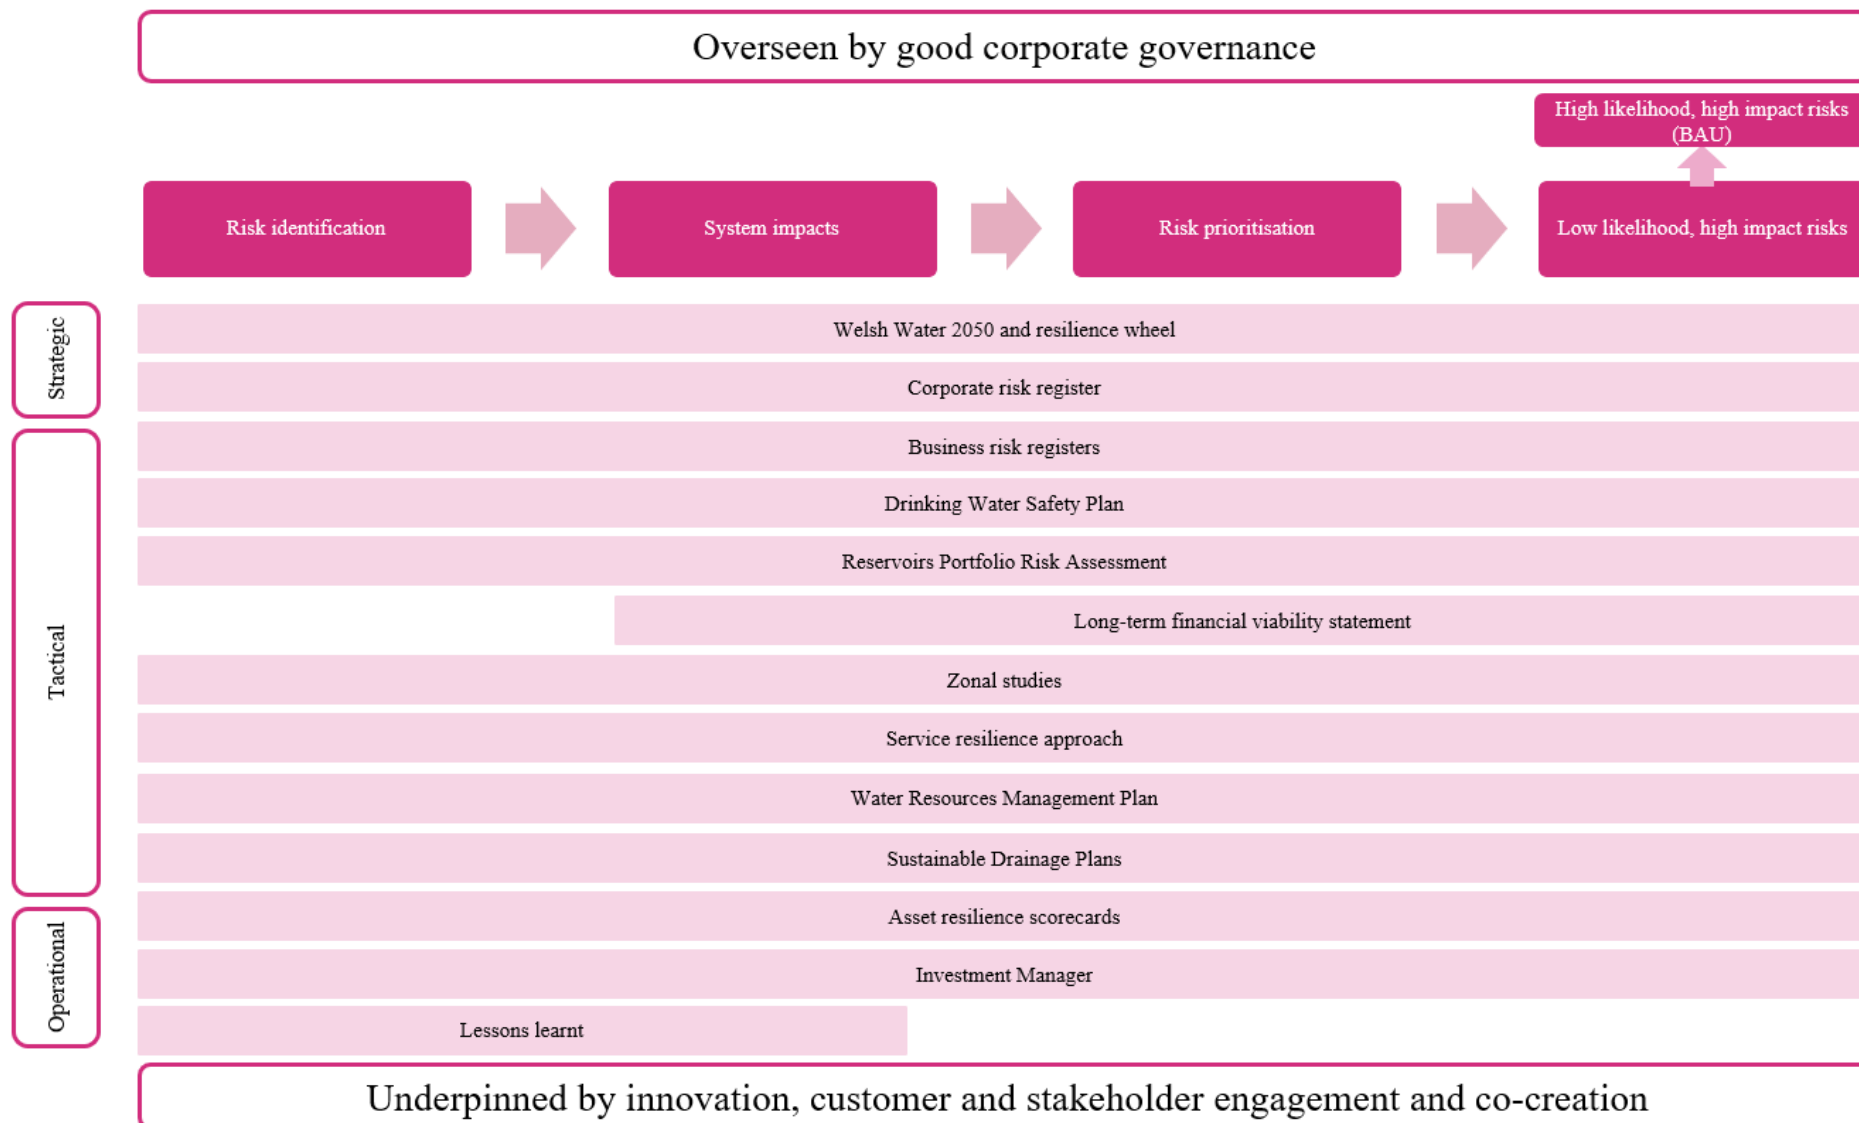 Overseen by good corporate governance
High likelihood, high impact risks
(BAU)
Risk identification
System impacts
Risk prioritisation
Low likelihood, high impact risks
Strategic
Welsh Water 2050 and resilience wheel
Corporate risk register
Tactical
Business risk registers
Drinking Water Safety Plan
Reservoirs Portfolio Risk Assessment
Long-term financial viability statement
Zonal studies
Service resilience approach
Water Resources Management Plan
Sustainable Drainage Plans
Operational
Asset resilience scorecards
Investment Manager
Lessons learnt
Underpinned by innovation, customer and stakeholder engagement and co-creation